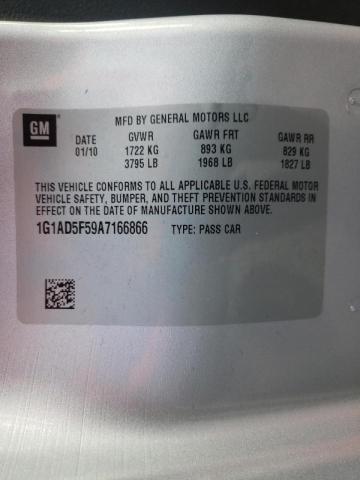 GM
MFD BY GENERAL MOTORS LLC
DATE GVWR GAWR FRT GAWR RR
01/10 1722 KG 893 KG 829 KG
3795 LB 1968 LB 1827 LB
THIS VEHICLE CONFORMS TO ALL APPLICABLE U.S. FEDERAL MOTOR
VEHICLE SAFETY, BUMPER, AND THEFT PREVENTION STANDARDS
IN EFFECT ON THE DATE OF MANUFACTURE SHOWN ABOVE.
1G1AD5F59A7166866 TYPE: PASS CAR